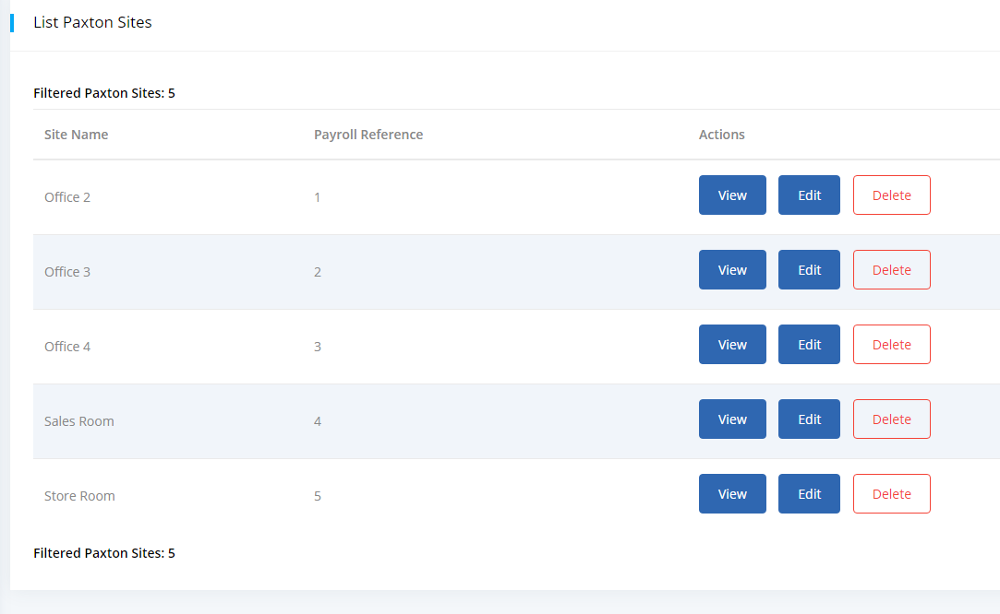 List Paxton Sites
Filtered Paxton Sites: 5
Site Name Payroll Reference Actions
Office 2 1 View Edit Delete
Office 3 2 View Edit Delete
Office 4 3 View Edit Delete
Sales Room 4 View Edit Delete
Store Room 5 View Edit Delete
Filtered Paxton Sites: 5